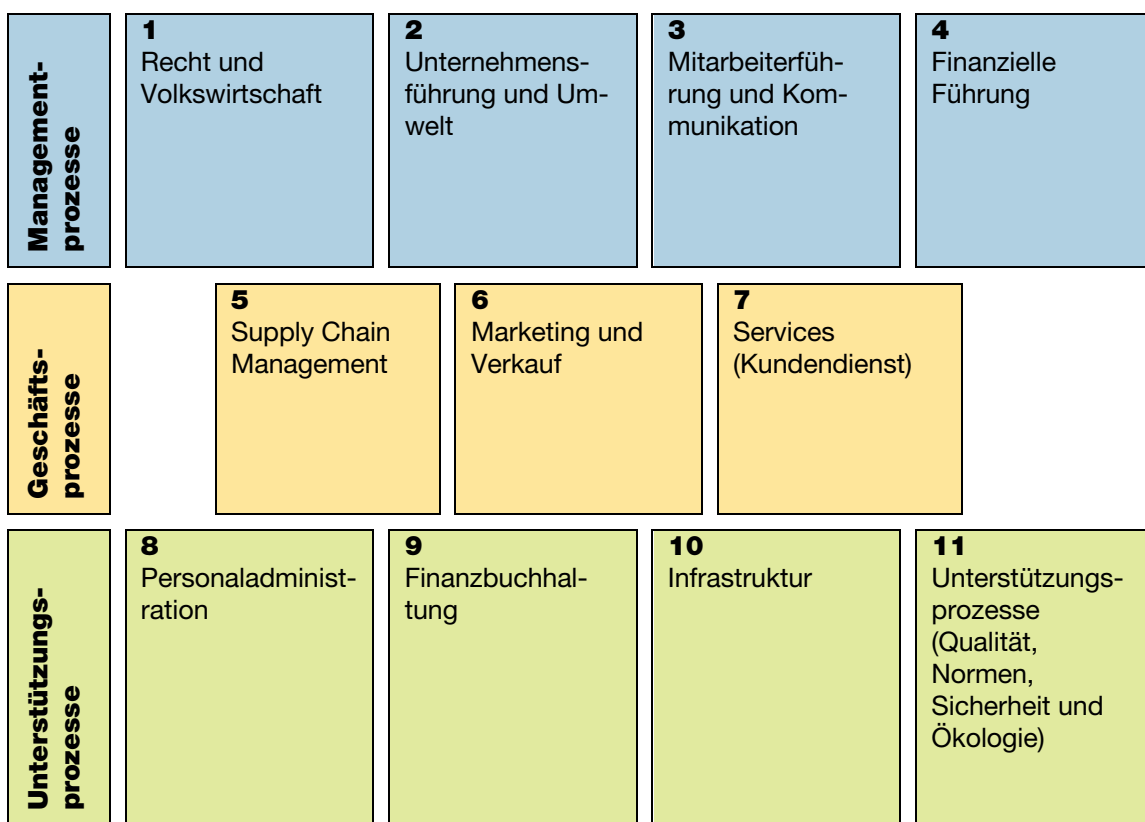 Management-
prozesse
1
Recht und
Volkswirtschaft
2
Unternehmens-
führung und Um-
welt
3
Mitarbeiterfüh-
rung und Kom-
munikation
4
Finanzielle
Führung
Geschäfts-
prozesse
5
Supply Chain
Management
6
Marketing und
Verkauf
7
Services
(Kundendienst)
Unterstützungs-
prozesse
8
Personaladminist-
ration
9
Finanzbuchhal-
tung
10
Infrastruktur
11
Unterstützungs-
prozesse
(Qualität,
Normen,
Sicherheit und
Ökologie)